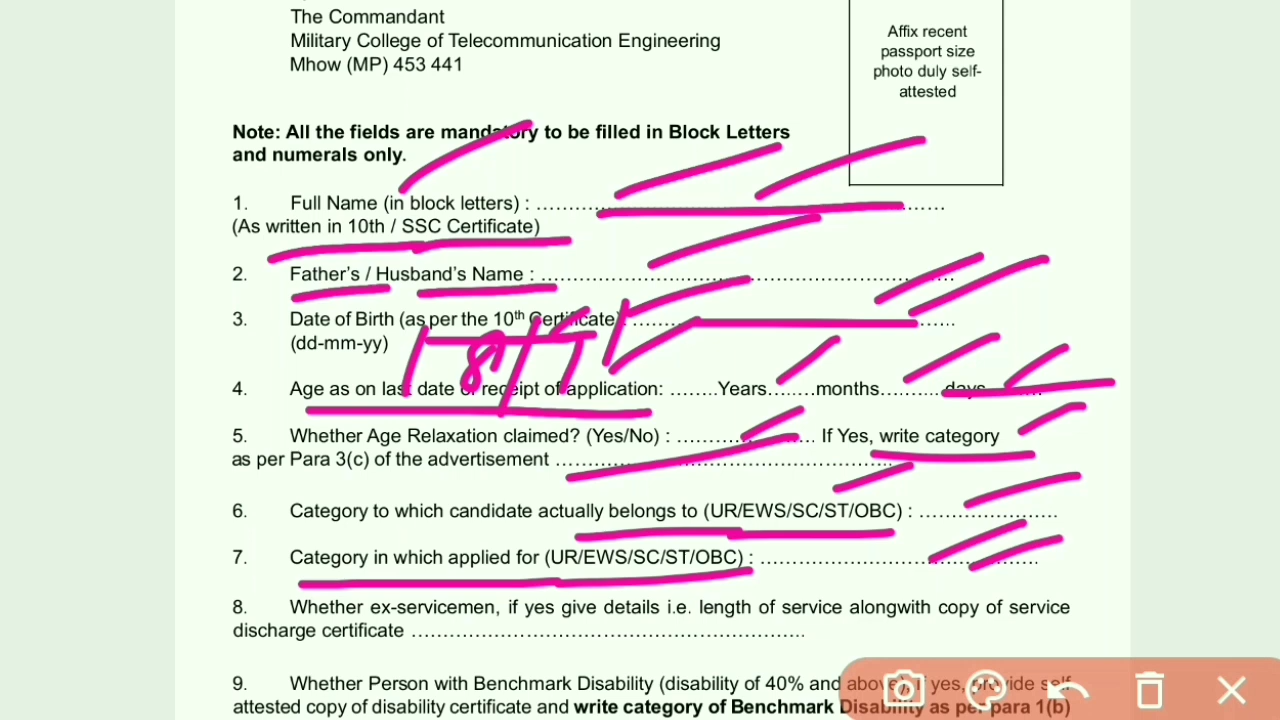 The Commandant
Military College of Telecommunication Engineering
Mhow (MP) 453 441
Affix recent
passport size
photo duly self-
attested
Note: All the fields are mandatory to be filled in Block Letters
and numerals only.
1. Full Name (in block letters) : ....................................................................
(As written in 10th / SSC Certificate)
2. Father's / Husband's Name : ....................................................................
3. Date of Birth (as per the 10th Certificate) : ....................................................
(dd-mm-yy)
4. Age as on last date of receipt of application: ........Years........months.........days.........
5. Whether Age Relaxation claimed? (Yes/No) : ...................... If Yes, write category
as per Para 3(c) of the advertisement ......................................................
6. Category to which candidate actually belongs to (UR/EWS/SC/ST/OBC) : ......................
7. Category in which applied for (UR/EWS/SC/ST/OBC) : ............................................
8. Whether ex-servicemen, if yes give details i.e. length of service alongwith copy of service
discharge certificate ..............................................................
9. Whether Person with Benchmark Disability (disability of 40% and above), if yes, provide self
attested copy of disability certificate and write category of Benchmark Disability as per para 1(b)